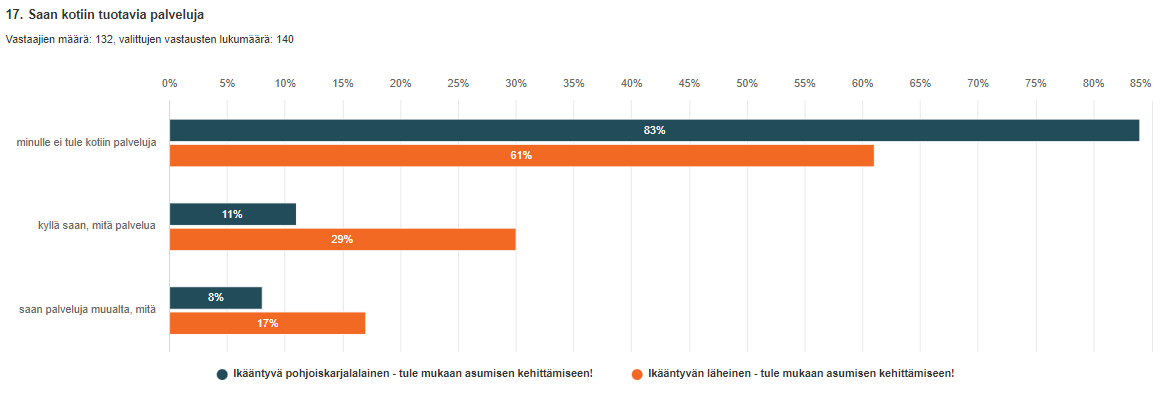 17. Saan kotiin tuotavia palveluja
Vastaajien määrä: 132, valittujen vastausten lukumäärä: 140
0% 5% 10% 15% 20% 25% 30% 35% 40% 45% 50% 55% 60% 65% 70% 75% 80% 85%
minulle ei tule kotiin palveluja
83%
61%
kyllä saan, mitä palvelua
11%
29%
saan palveluja muualta, mitä
8%
17%
Ikääntyvä pohjoiskarjalalainen - tule mukaan asumisen kehittämiseen! Ikääntyvän läheinen - tule mukaan asumisen kehittämiseen!